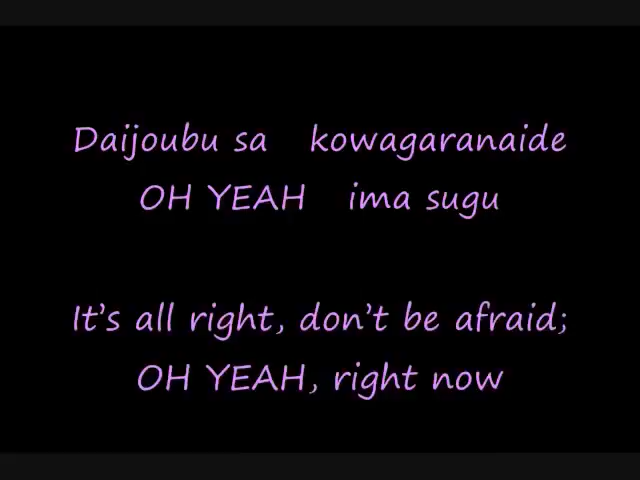 Daijoubu sa kowagaranaide
OH YEAH ima sugu
It's all right, don't be afraid;
OH YEAH, right now